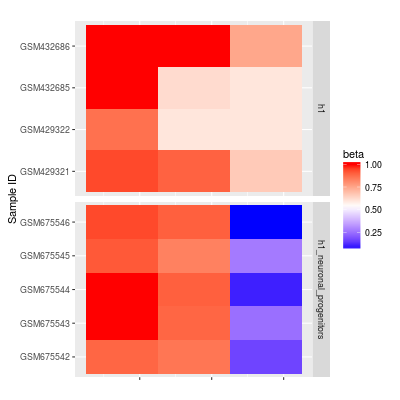 GSM432686
GSM432685
GSM429322
GSM429321
h1
GSM675546
GSM675545
GSM675544
GSM675543
GSM675542
h1_neuronal_progenitors
Sample ID
beta
1.00
0.75
0.50
0.25